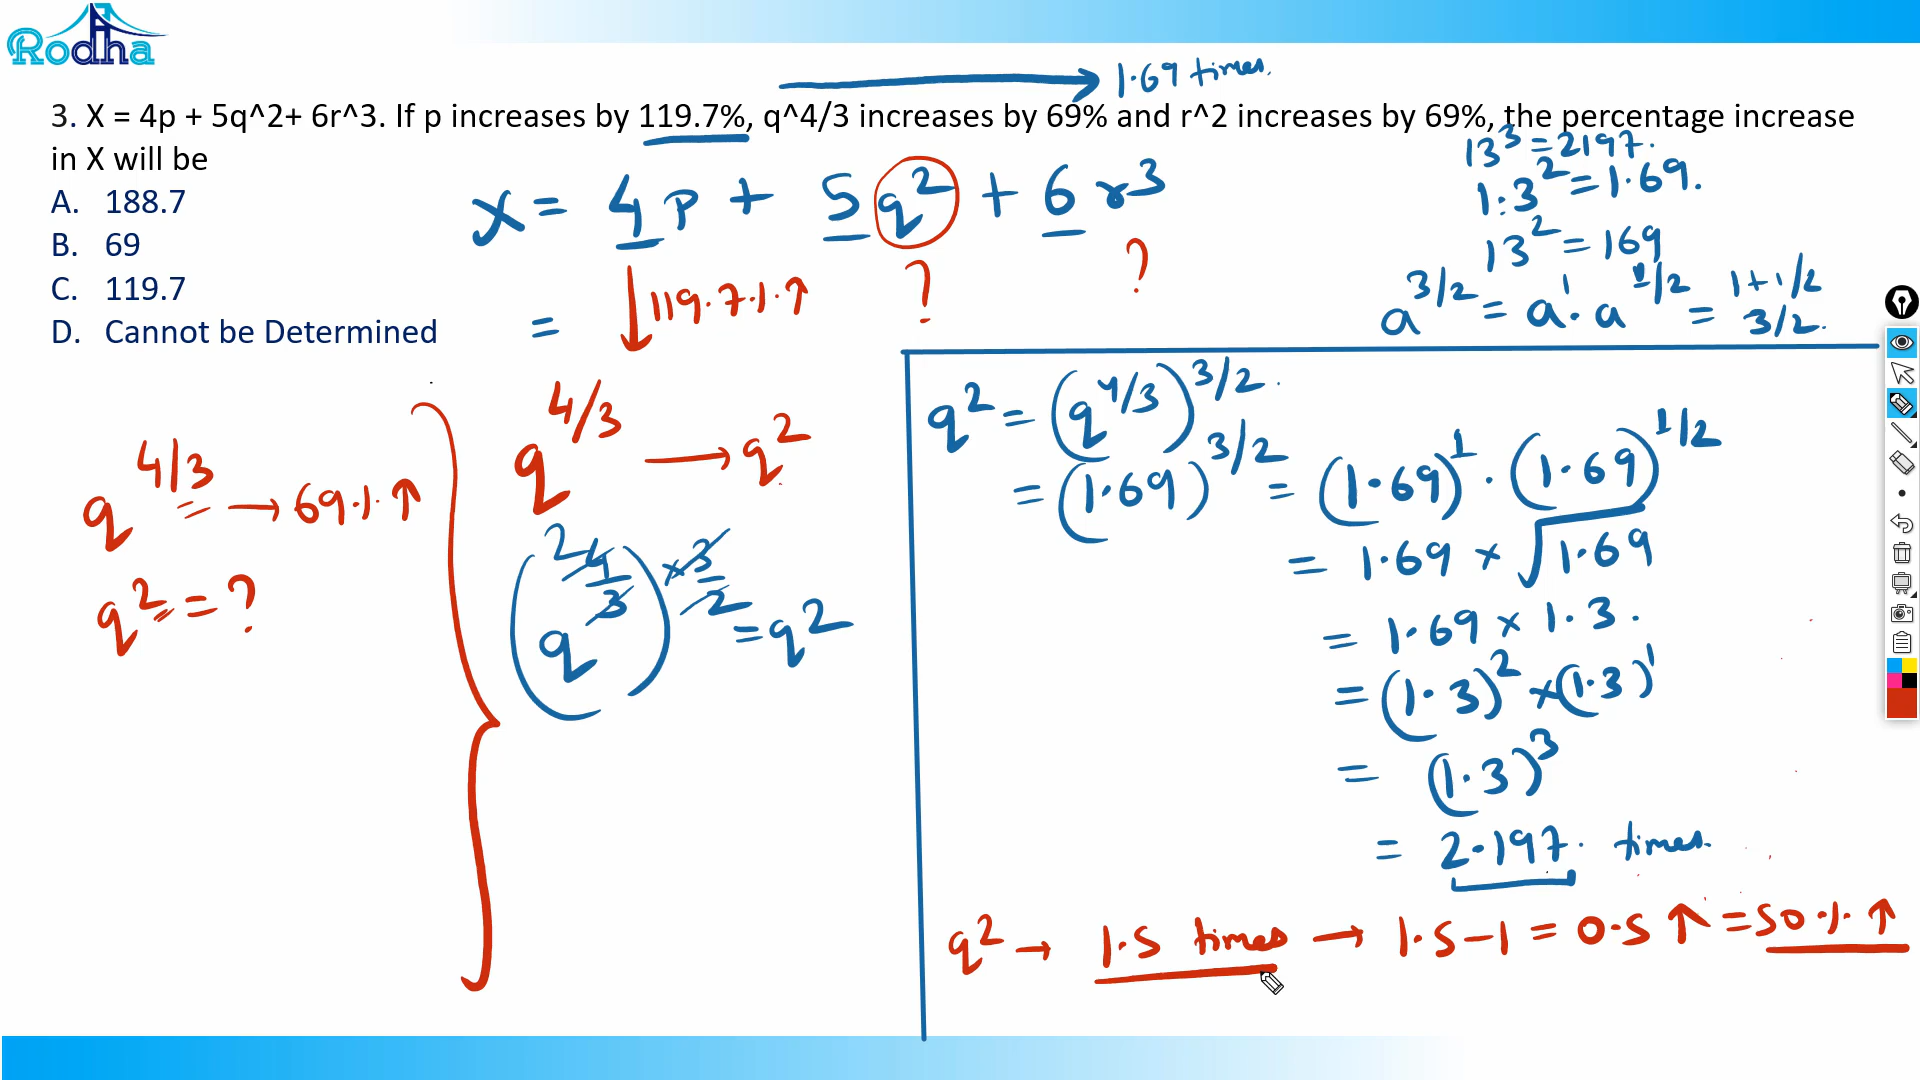 Rodha
1.69 times.
3. X = 4p + 5q^2+ 6r^3. If p increases by 119.7%, q^4/3 increases by 69% and r^2 increases by 69%, the percentage increase
in X will be
A. 188.7
B. 69
C. 119.7
D. Cannot be Determined
x = 4p + 5q² + 6r³
= 119.7% ↑ ? ?
13³ = 2197.
1.3² = 1.69.
13² = 169
a^3/2 = a¹·a^1/2 = 1+1/2
3/2.
q^4/3 → 69% ↑
q² = ?
q^4/3 → q²
(q^4/3)^×3/2 = q²
2 2
q² = (q^4/3)^3/2.
= (1.69)^3/2 = (1.69)¹·(1.69)^1/2
= 1.69 × √1.69
= 1.69 × 1.3.
= (1.3)² × (1.3)¹
= (1.3)³
= 2.197. times.
q² → 1.5 times → 1.5-1 = 0.5 ↑ = 50% ↑